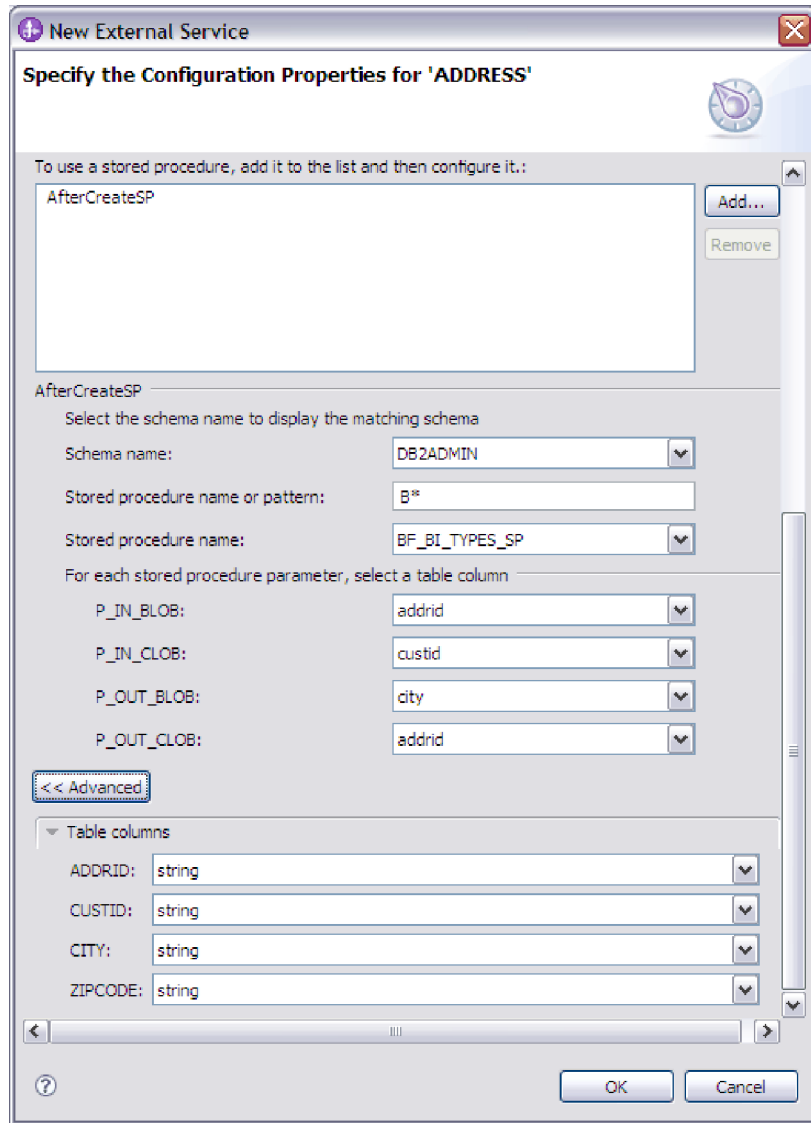 New External Service
Specify the Configuration Properties for 'ADDRESS'
To use a stored procedure, add it to the list and then configure it.:
AfterCreateSP
Add...
Remove
AfterCreateSP
Select the schema name to display the matching schema
Schema name: DB2ADMIN
Stored procedure name or pattern: B*
Stored procedure name: BF_BI_TYPES_SP
For each stored procedure parameter, select a table column
P_IN_BLOB: addrid
P_IN_CLOB: custid
P_OUT_BLOB: city
P_OUT_CLOB: addrid
<< Advanced
Table columns
ADDRID: string
CUSTID: string
CITY: string
ZIPCODE: string
? OK Cancel